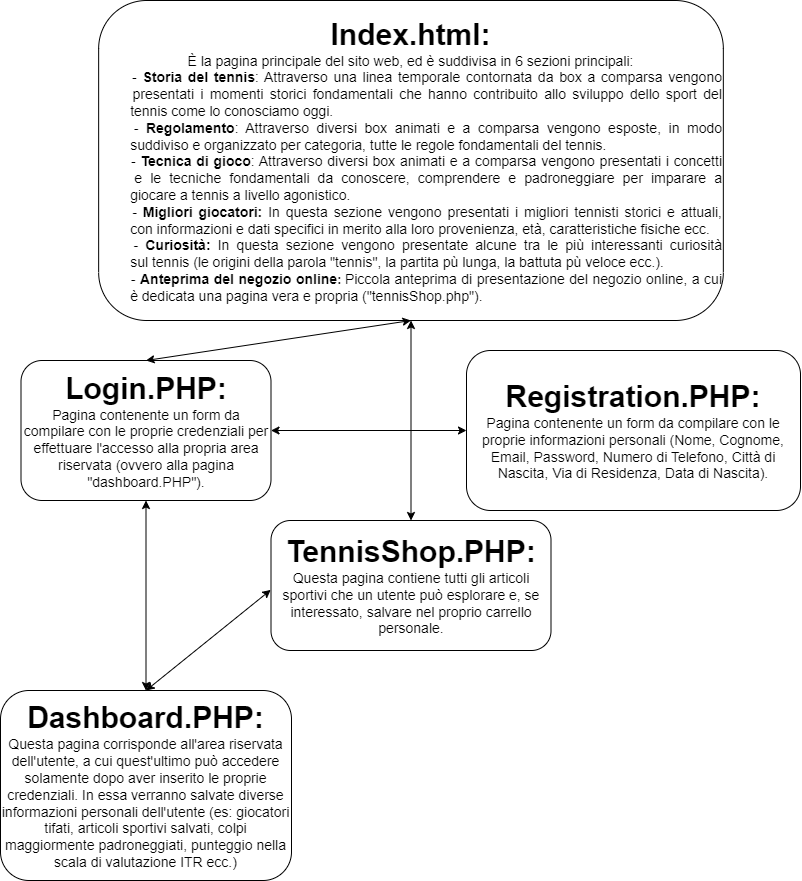 Index.html:
È la pagina principale del sito web, ed è suddivisa in 6 sezioni principali:
- Storia del tennis: Attraverso una linea temporale contornata da box a comparsa vengono
presentati i momenti storici fondamentali che hanno contribuito allo sviluppo dello sport del
tennis come lo conosciamo oggi.
- Regolamento: Attraverso diversi box animati e a comparsa vengono esposte, in modo
suddiviso e organizzato per categoria, tutte le regole fondamentali del tennis.
- Tecnica di gioco: Attraverso diversi box animati e a comparsa vengono presentati i concetti
e le tecniche fondamentali da conoscere, comprendere e padroneggiare per imparare a
giocare a tennis a livello agonistico.
- Migliori giocatori: In questa sezione vengono presentati i migliori tennisti storici e attuali,
con informazioni e dati specifici in merito alla loro provenienza, età, caratteristiche fisiche ecc.
- Curiosità: In questa sezione vengono presentate alcune tra le più interessanti curiosità
sul tennis (le origini della parola "tennis", la partita pù lunga, la battuta pù veloce ecc.).
- Anteprima del negozio online: Piccola anteprima di presentazione del negozio online, a cui
è dedicata una pagina vera e propria ("tennisShop.php").
Login.PHP:
Pagina contenente un form da
compilare con le proprie credenziali per
effettuare l'accesso alla propria area
riservata (ovvero alla pagina
"dashboard.PHP").
Registration.PHP:
Pagina contenente un form da compilare con le
proprie informazioni personali (Nome, Cognome,
Email, Password, Numero di Telefono, Città di
Nascita, Via di Residenza, Data di Nascita).
TennisShop.PHP:
Questa pagina contiene tutti gli articoli
sportivi che un utente può esplorare e, se
interessato, salvare nel proprio carrello
personale.
Dashboard.PHP:
Questa pagina corrisponde all'area riservata
dell'utente, a cui quest'ultimo può accedere
solamente dopo aver inserito le proprie
credenziali. In essa verranno salvate diverse
informazioni personali dell'utente (es: giocatori
tifati, articoli sportivi salvati, colpi
maggiormente padroneggiati, punteggio nella
scala di valutazione ITR ecc.)